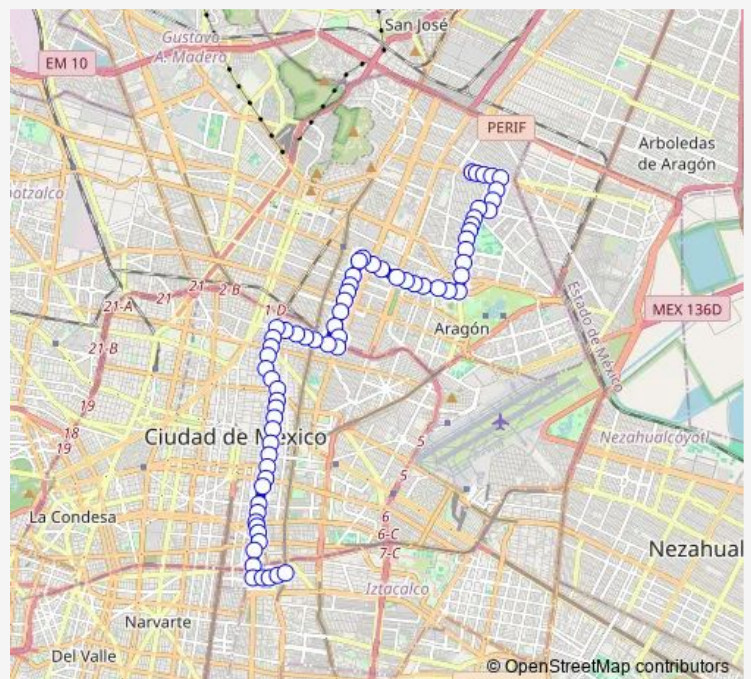 San José
Gustavo
A. Madero
EM 10
PERIF
Arboledas
de Aragón
21-A
21
2-B
1-D
MEX 136D
Aragón
Estado de México
21-B
19
18
19
Ciudad de México
Nezahualcóyotl
5
5
La Condesa
6
6-C
7-C
Nezahual
Iztacalco
Narvarte
Del Valle
© OpenStreetMap contributors